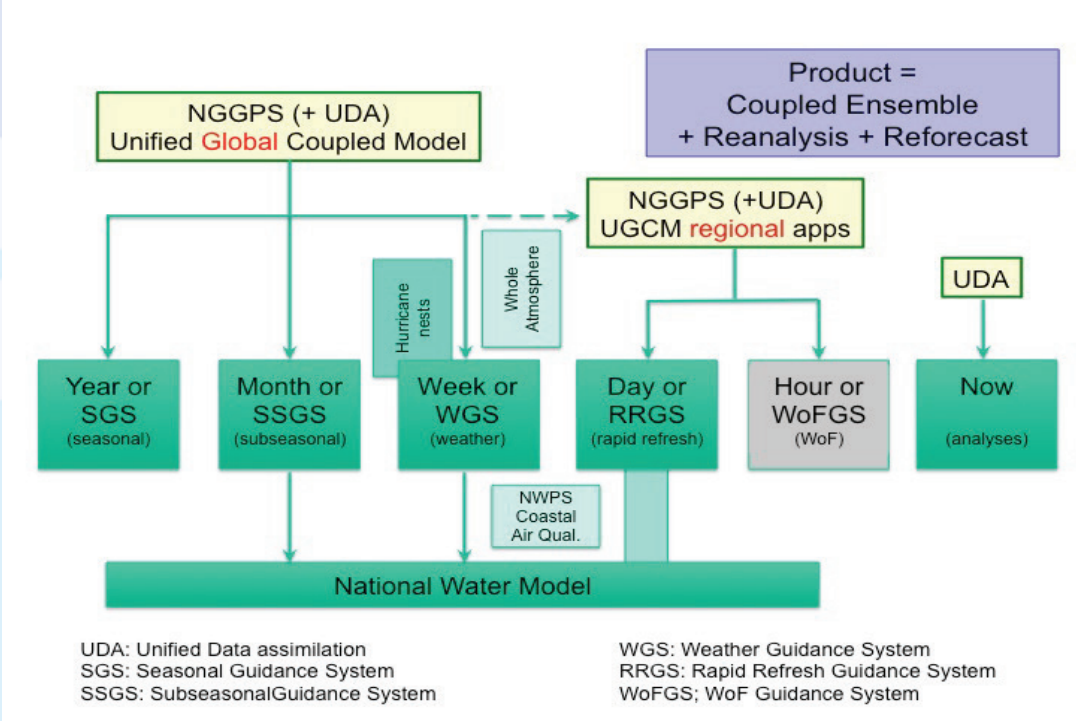 Product =
Coupled Ensemble
+ Reanalysis + Reforecast
NGGPS (+ UDA)
Unified Global Coupled Model
NGGPS (+UDA)
UGCM regional apps
UDA
Hurricane
nests
Whole
Atmosphere
Year or
SGS
(seasonal)
Month or
SSGS
(subseasonal)
Week or
WGS
(weather)
Day or
RRGS
(rapid refresh)
Hour or
WoFGS
(WoF)
Now
(analyses)
NWPS
Coastal
Air Qual.
National Water Model
UDA: Unified Data assimilation
SGS: Seasonal Guidance System
SSGS: SubseasonalGuidance System
WGS: Weather Guidance System
RRGS: Rapid Refresh Guidance System
WoFGS; WoF Guidance System